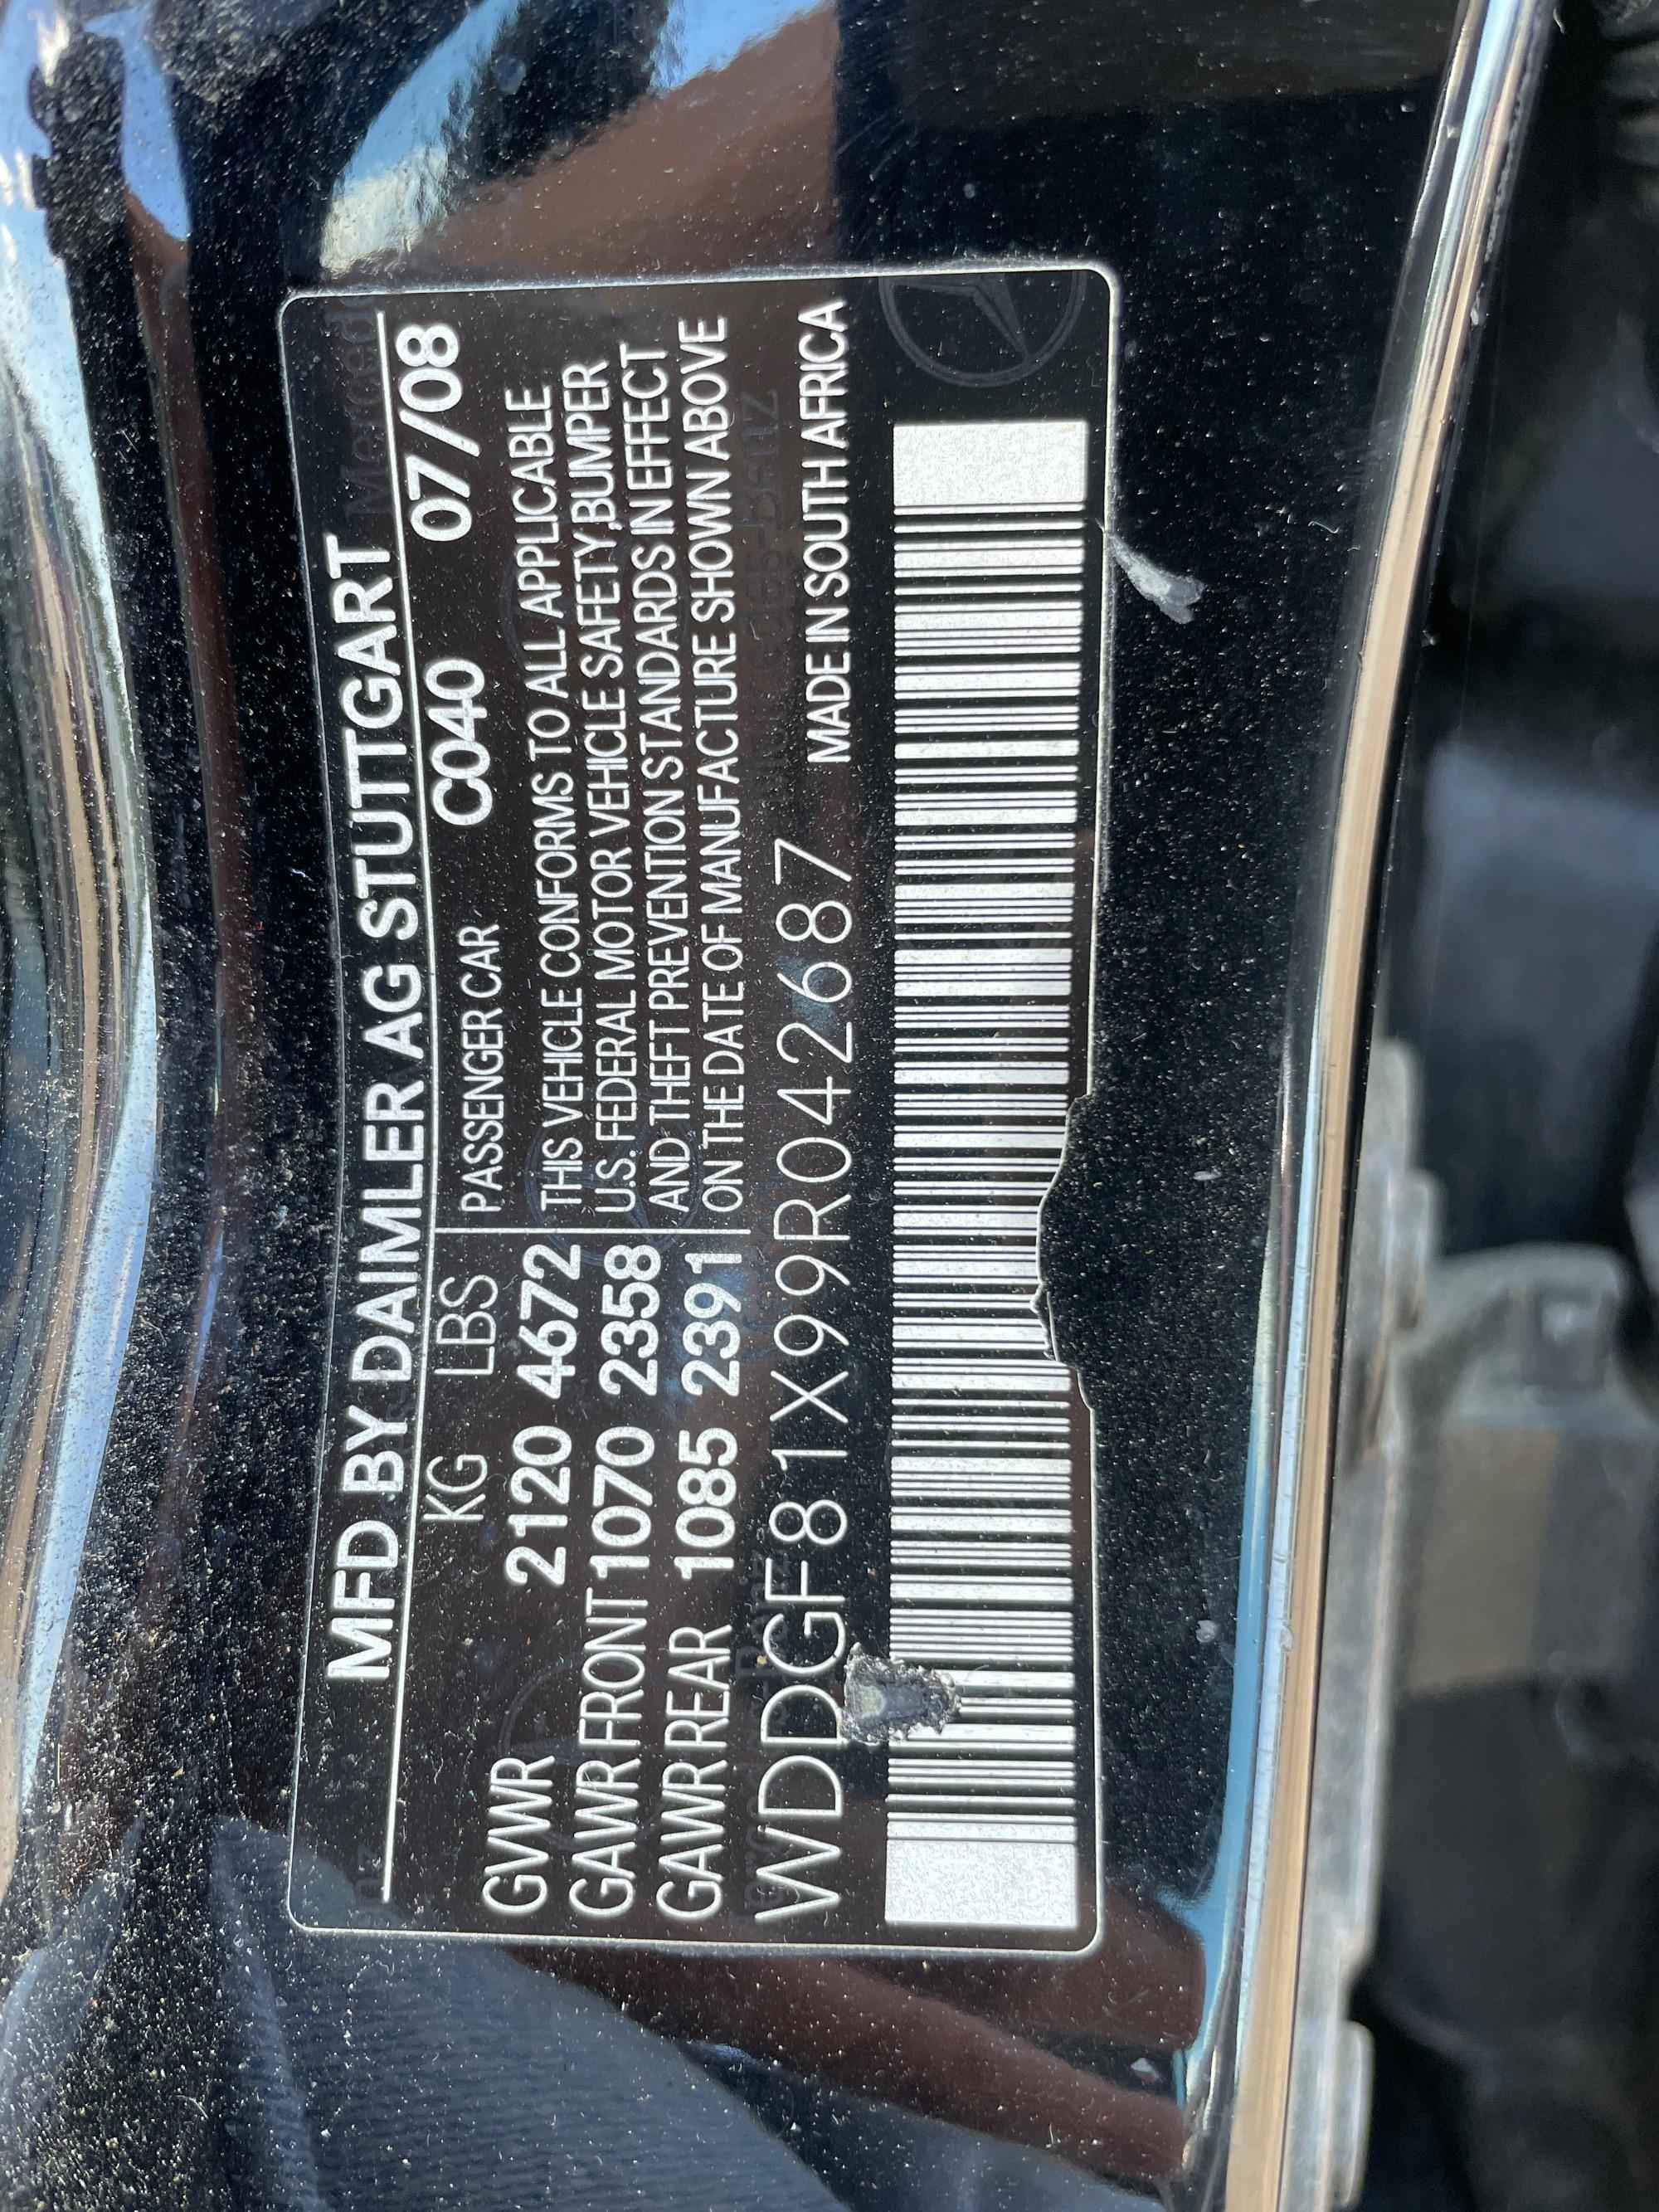 MFD BY DAIMLER AG STUTTGART
KG LBS PASSENGER CAR C040 07/08
GVWR 2120 4672 THIS VEHICLE CONFORMS TO ALL APPLICABLE
GAWR FRONT 1070 2358 U.S. FEDERAL MOTOR VEHICLE SAFETY,BUMPER
GAWR REAR 1085 2391 AND THEFT PREVENTION STANDARDS IN EFFECT
ON THE DATE OF MANUFACTURE SHOWN ABOVE
WDDGF81X99R042687 MADE IN SOUTH AFRICA